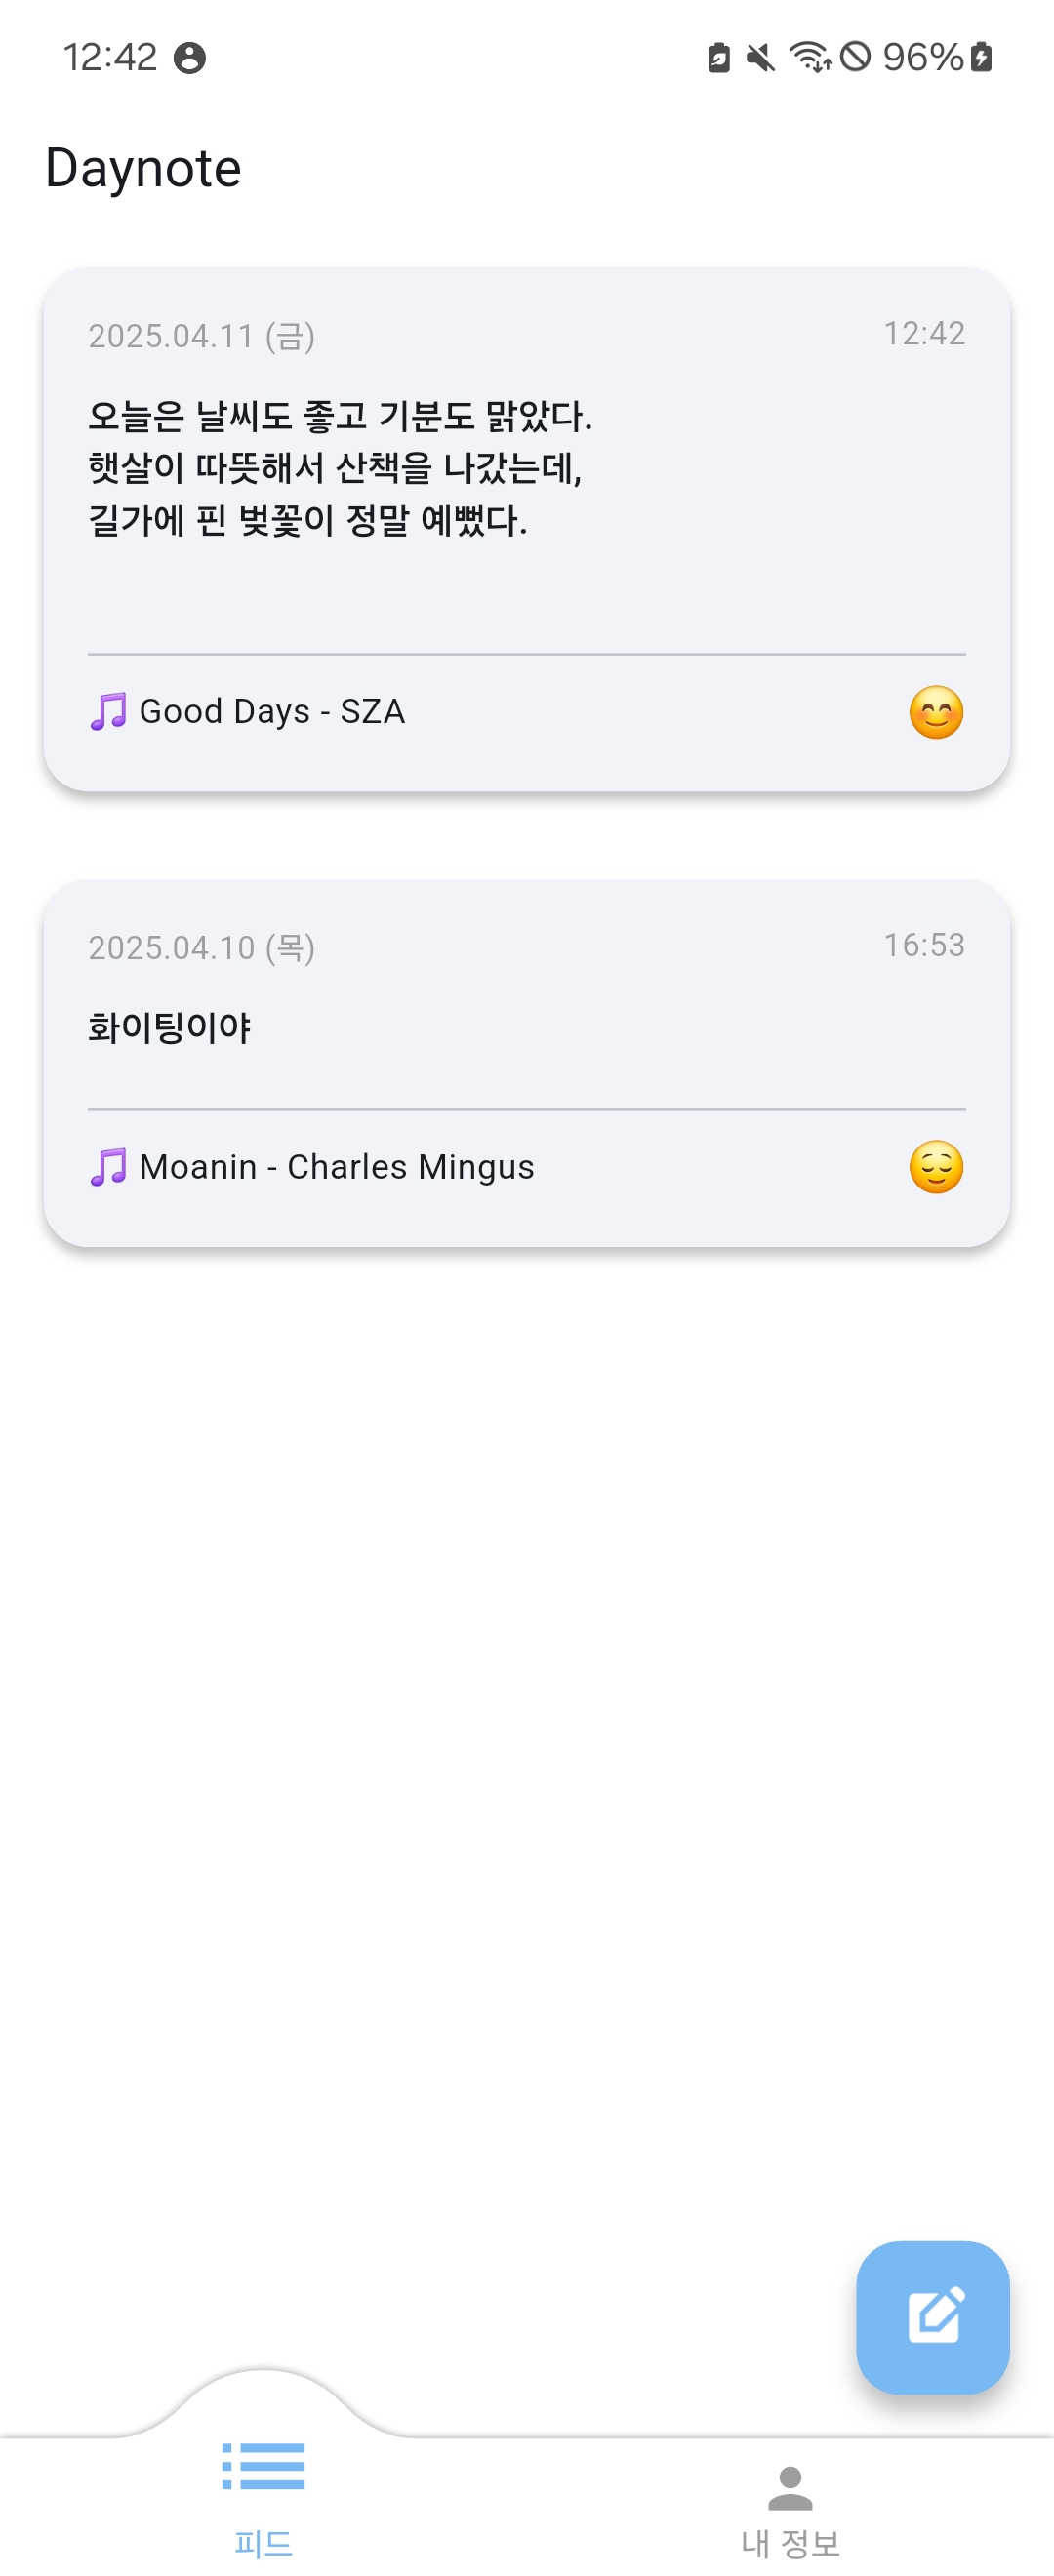 12:42
96%
Daynote
2025.04.11 (금)
12:42
오늘은 날씨도 좋고 기분도 맑았다.
햇살이 따뜻해서 산책을 나갔는데,
길가에 핀 벚꽃이 정말 예뻤다.
Good Days - SZA
2025.04.10 (목)
16:53
화이팅이야
Moanin - Charles Mingus
피드
내 정보